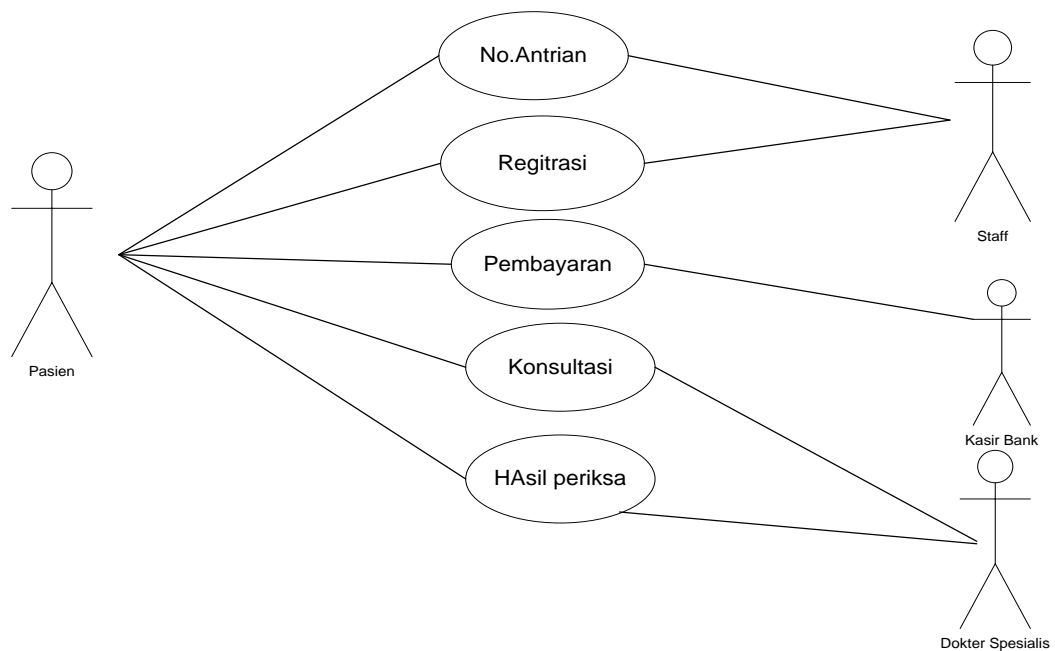 No.Antrian
Regitrasi
Staff
Pembayaran
Pasien
Konsultasi
Kasir Bank
HAsil periksa
Dokter Spesialis